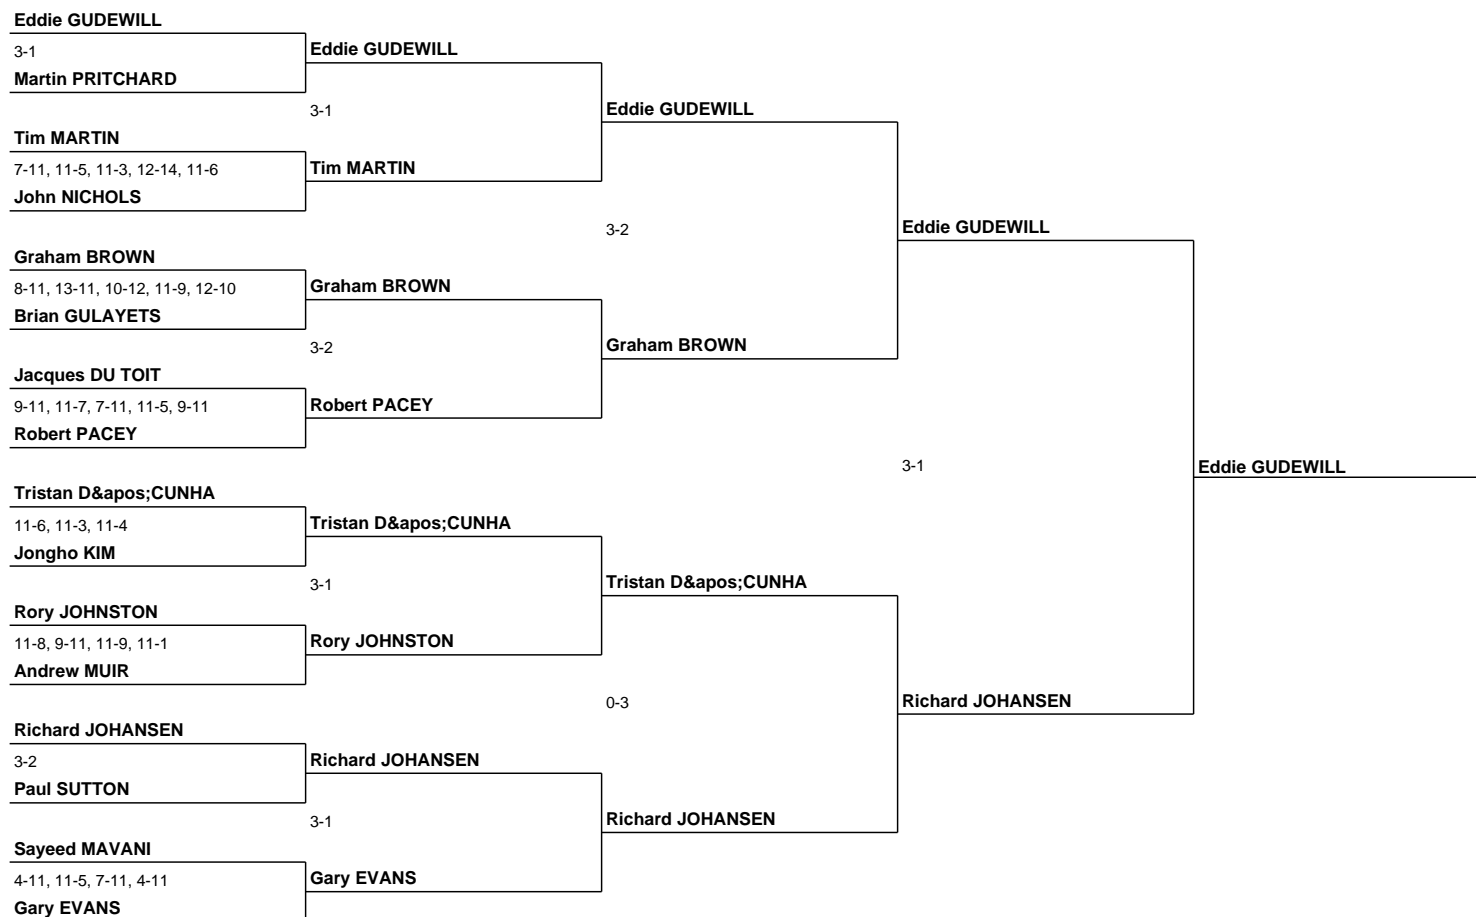 Eddie GUDEWILL
3-1
Martin PRITCHARD
Tim MARTIN
7-11, 11-5, 11-3, 12-14, 11-6
John NICHOLS
Graham BROWN
8-11, 13-11, 10-12, 11-9, 12-10
Brian GULAYETS
Jacques DU TOIT
9-11, 11-7, 7-11, 11-5, 9-11
Robert PACEY
Tristan D&apos;CUNHA
11-6, 11-3, 11-4
Jongho KIM
Rory JOHNSTON
11-8, 9-11, 11-9, 11-1
Andrew MUIR
Richard JOHANSEN
3-2
Paul SUTTON
Sayeed MAVANI
4-11, 11-5, 7-11, 4-11
Gary EVANS
Eddie GUDEWILL
3-1
Tim MARTIN
Graham BROWN
3-2
Robert PACEY
Tristan D&apos;CUNHA
3-1
Rory JOHNSTON
Richard JOHANSEN
3-1
Gary EVANS
Eddie GUDEWILL
3-2
Graham BROWN
Tristan D&apos;CUNHA
0-3
Richard JOHANSEN
Eddie GUDEWILL
3-1
Richard JOHANSEN
Eddie GUDEWILL